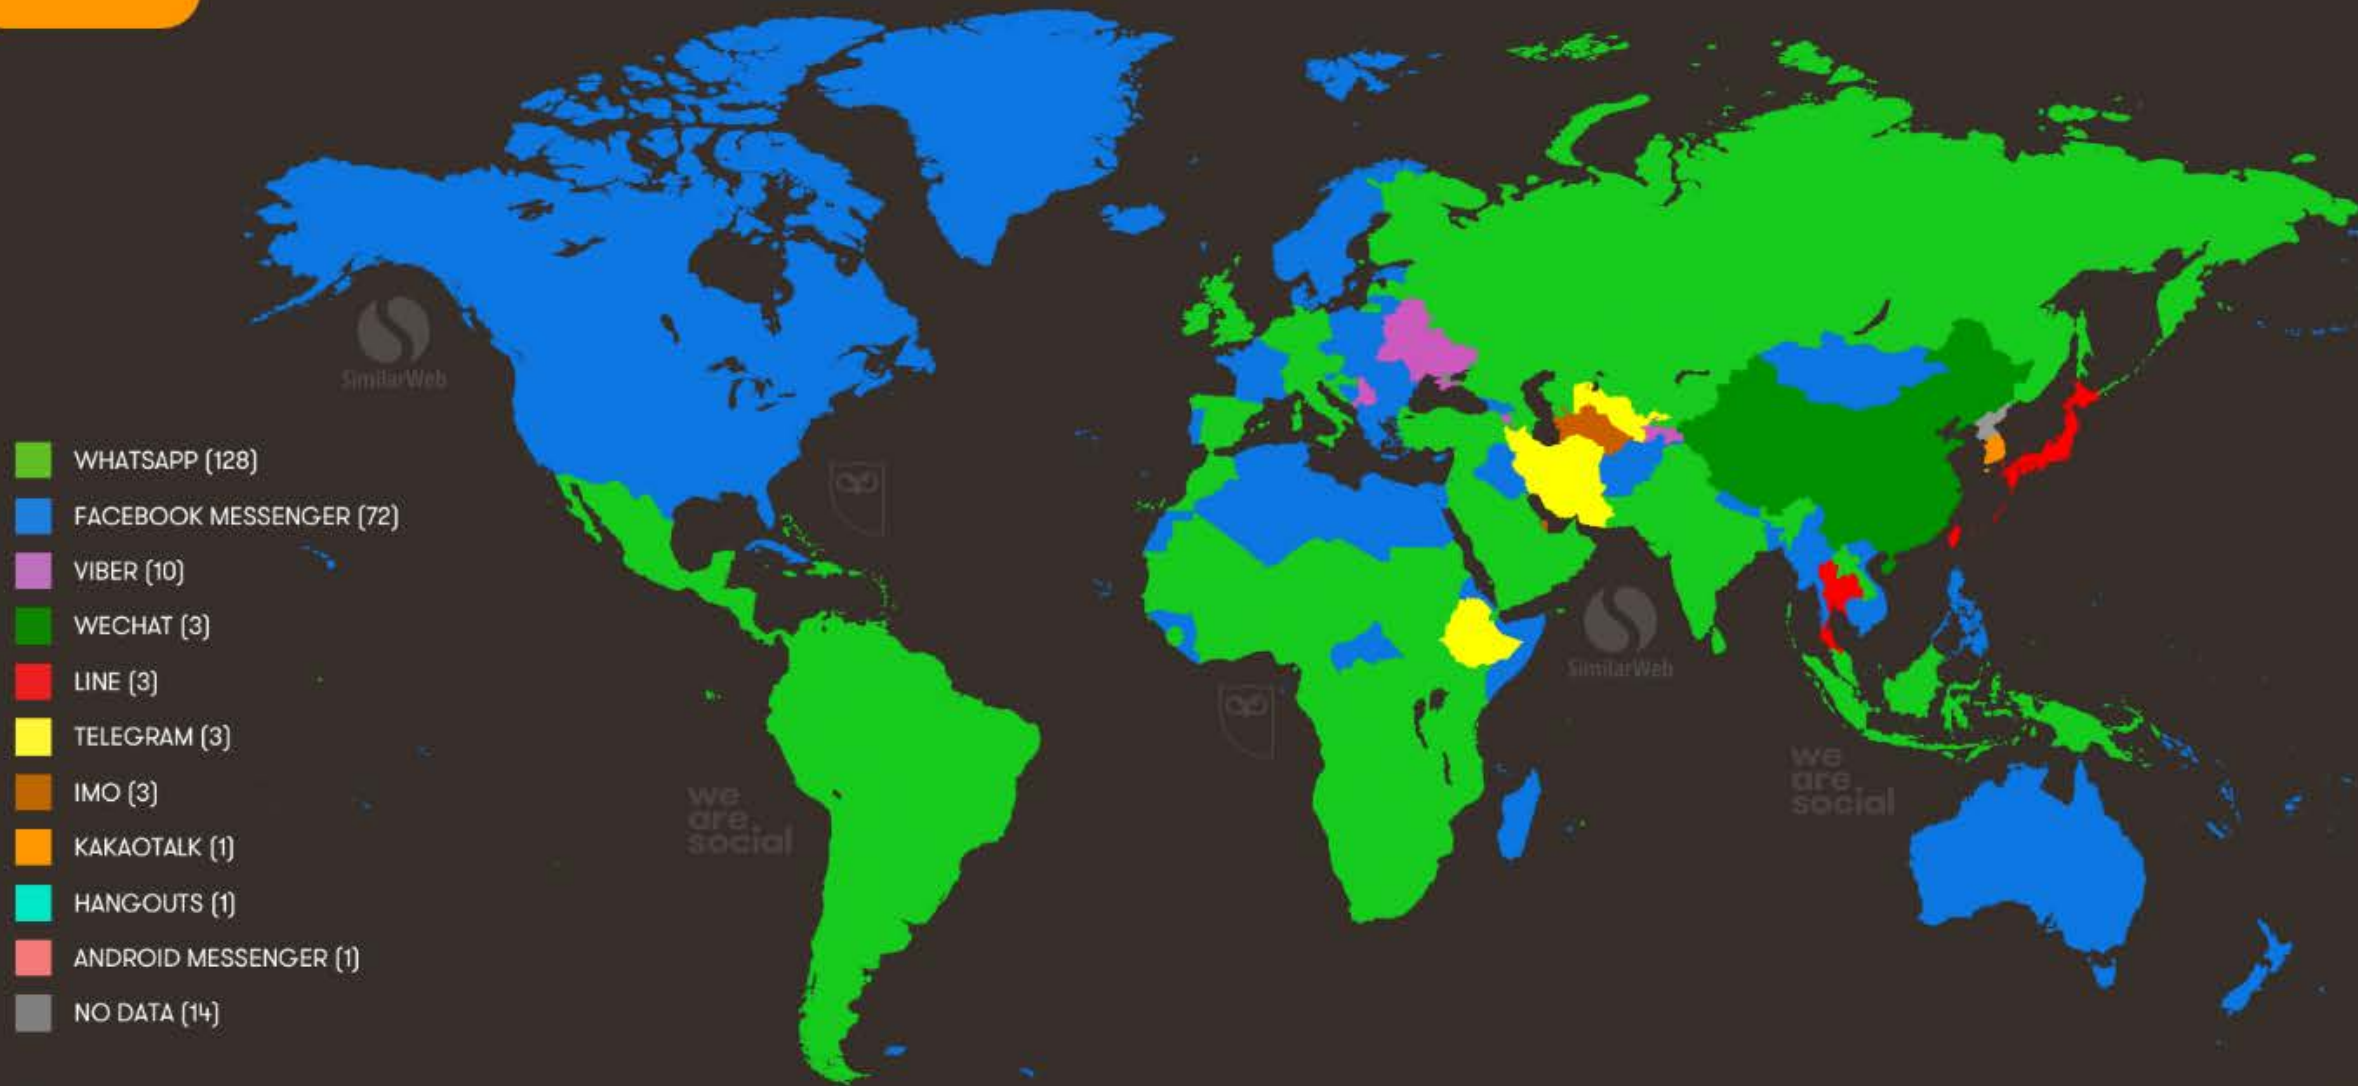 SimilarWeb
WHATSAPP (128)
FACEBOOK MESSENGER (72)
VIBER (10)
WECHAT (3)
LINE (3)
TELEGRAM (3)
IMO (3)
KAKAOTALK (1)
HANGOUTS (1)
ANDROID MESSENGER (1)
NO DATA (14)
we
are
social
SimilarWeb
we
are
social